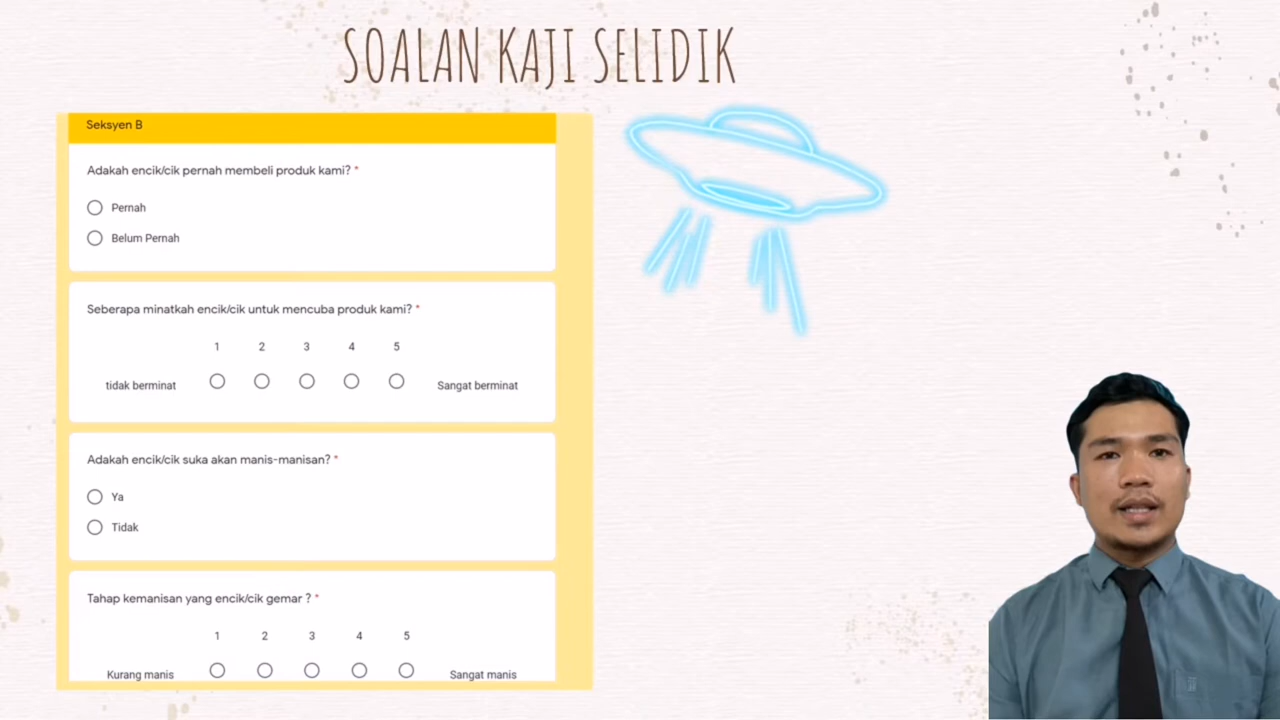 SOALAN KAJI SELIDIK
Seksyen B
Adakah encik/cik pernah membeli produk kami? *
Pernah
Belum Pernah
Seberapa minatkah encik/cik untuk mencuba produk kami? *
1 2 3 4 5
tidak berminat Sangat berminat
Adakah encik/cik suka akan manis-manisan? *
Ya
Tidak
Tahap kemanisan yang encik/cik gemar ? *
1 2 3 4 5
Kurang manis Sangat manis